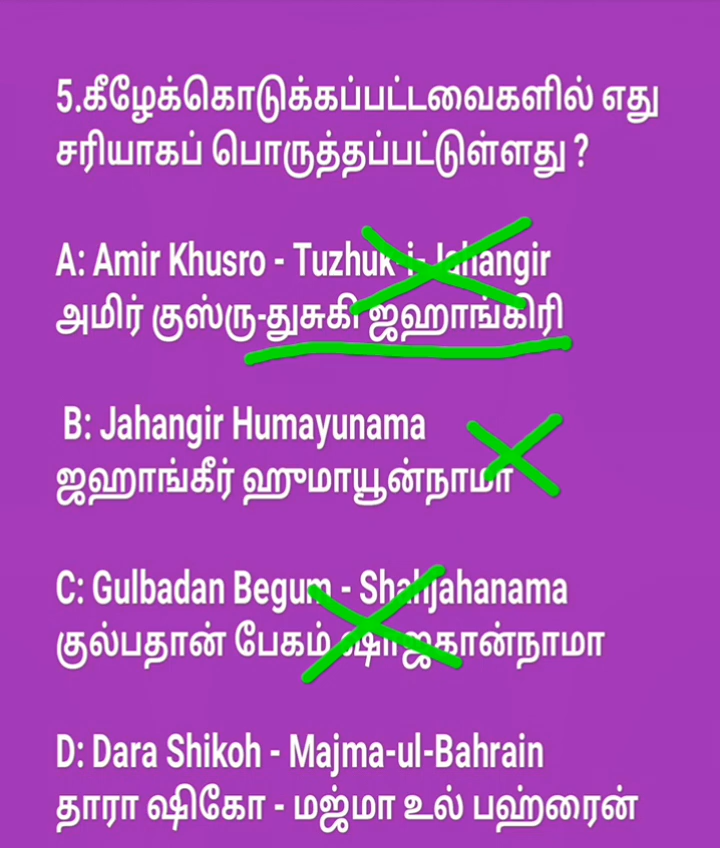 5.கீழேக்கொடுக்கப்பட்டவைகளில் எது
சரியாகப் பொருத்தப்பட்டுள்ளது ?
A: Amir Khusro - Tuzhuk-i- Jahangir
அமிர் குஸ்ரு-துசுகி ஜஹாங்கிரி
B: Jahangir Humayunama
ஜஹாங்கீர் ஹுமாயூன்நாமா
C: Gulbadan Begum - Shahjahanama
குல்பதான் பேகம் ஷாஜகான்நாமா
D: Dara Shikoh - Majma-ul-Bahrain
தாரா ஷிகோ - மஜ்மா உல் பஹ்ரைன்